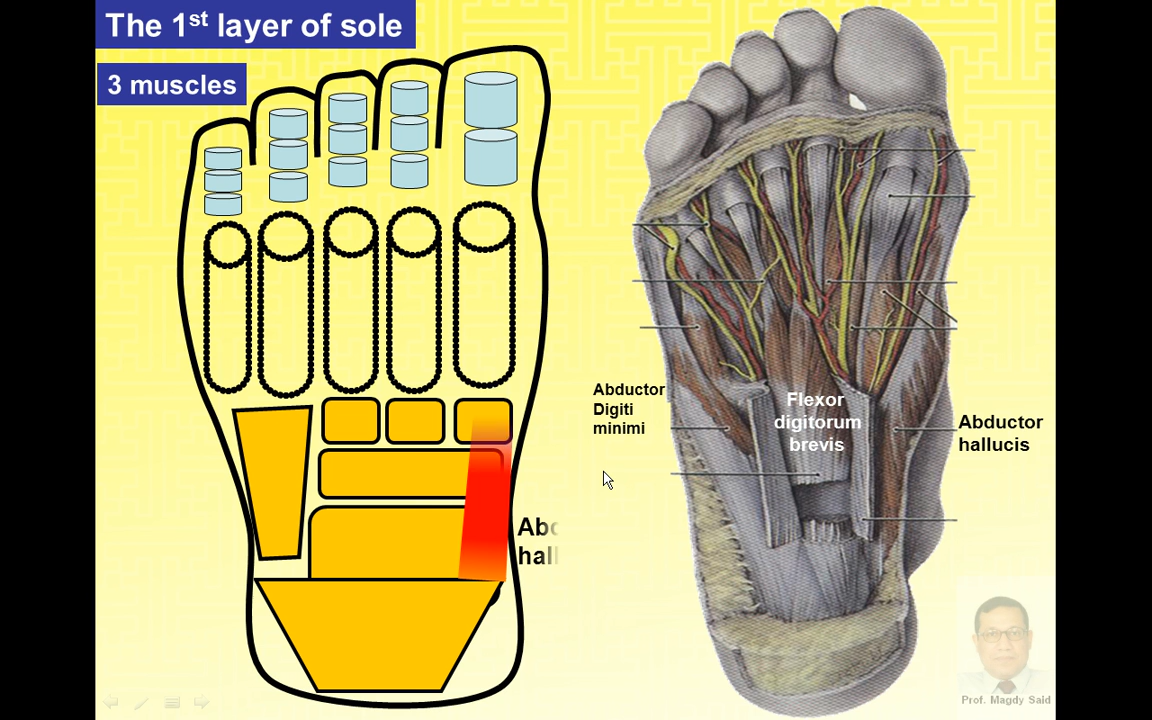 The 1st layer of sole
3 muscles
Abductor
Digiti
minimi
Flexor
digitorum
brevis
Abductor
hallucis
Prof. Magdy Said